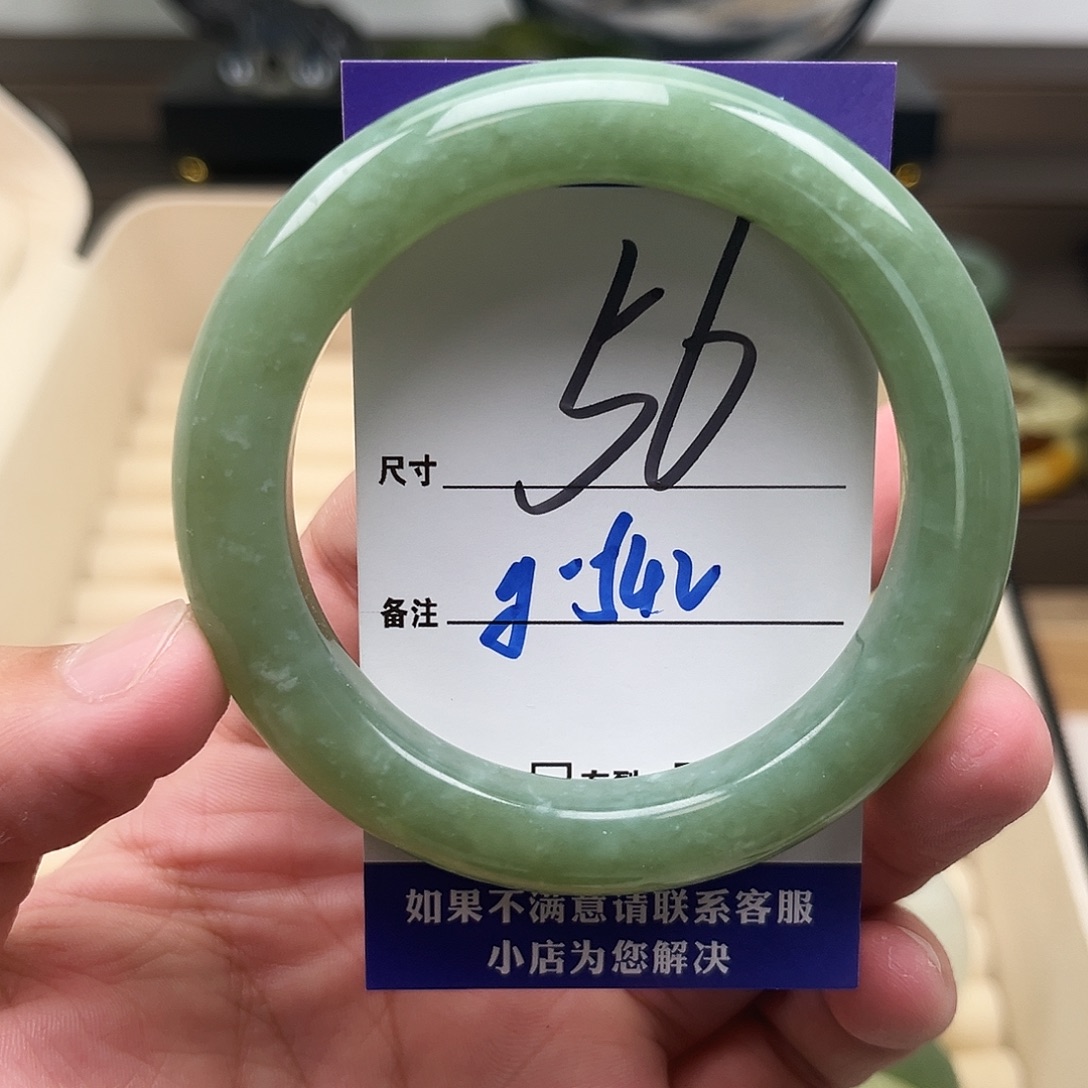 尺寸 56
备注 g·542
如果不满意请联系客服
小店为您解决